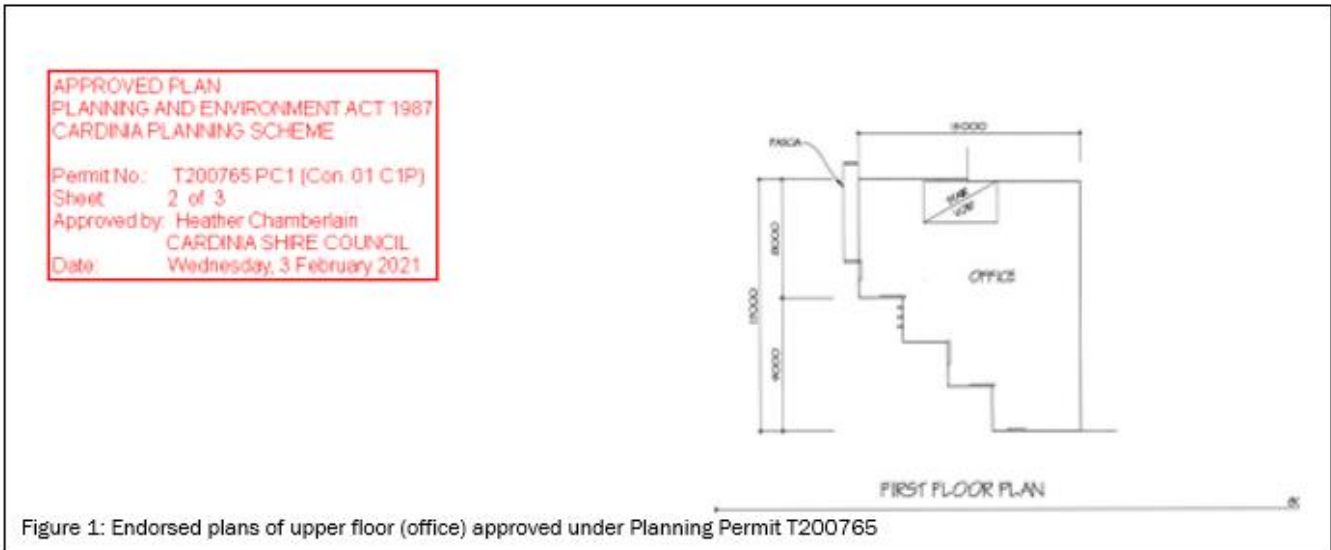 APPROVED PLAN
PLANNING AND ENVIRONMENT ACT 1987
CARDINIA PLANNING SCHEME
Permit No.: T200765 PC1 (Con. 01 C1P)
Sheet: 2 of 3
Approved by: Heather Chamberlain
CARDINIA SHIRE COUNCIL
Date: Wednesday, 3 February 2021
FASCIA
OFFICE
FIRST FLOOR PLAN
Figure 1: Endorsed plans of upper floor (office) approved under Planning Permit T200765